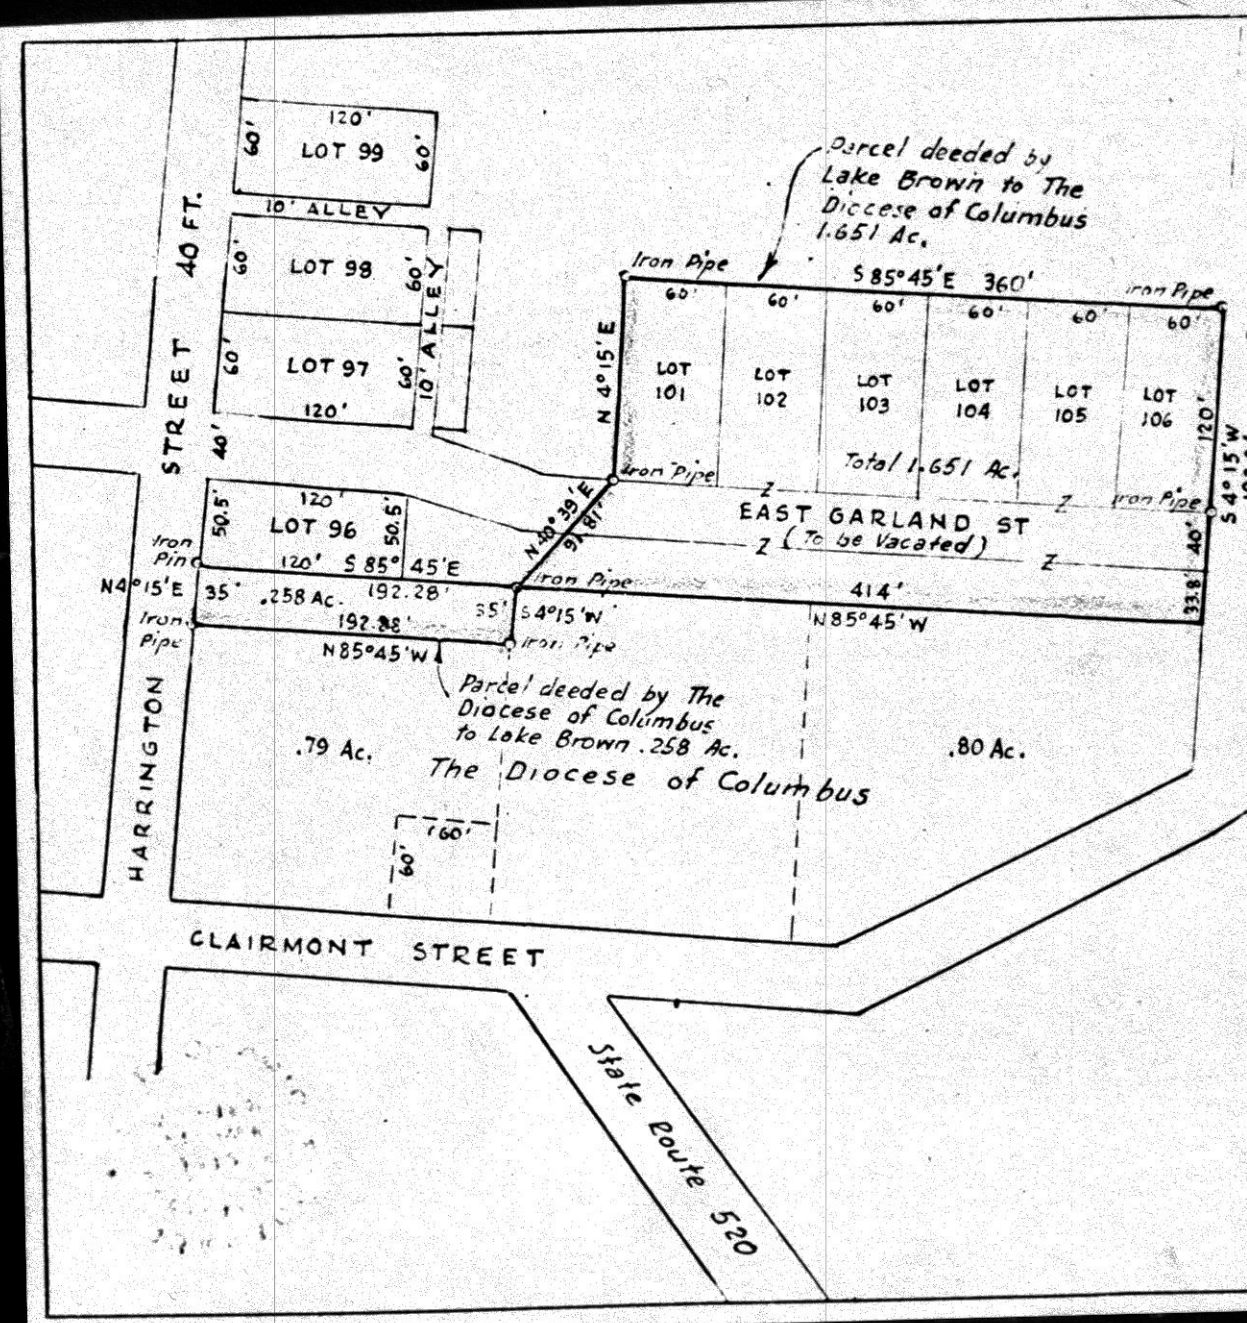 120'
60'
LOT 99
60'
10' ALLEY
STREET 40 FT.
60'
LOT 98
60'
10' ALLEY
60'
LOT 97
60'
120'
40'
Parcel deeded by
Lake Brown to The
Diocese of Columbus
1.651 Ac.
Iron Pipe
S 85° 45' E 360'
Iron Pipe
60'
60'
60'
60'
60'
60'
N 4° 15' E
LOT
101
LOT
102
LOT
103
LOT
104
LOT
105
LOT
106
120'
S 4° 15' W
Total 1.651 Ac.
Iron Pipe
Iron Pipe
Z
Z
EAST GARLAND ST
(To be Vacated)
Z
Z
40'
33.8'
N 40° 39' E
91.81'
120'
50.5'
LOT 96
50.5'
Iron
Pin
120' S 85° 45' E
Iron Pipe
N 4° 15' E
35'
.258 Ac.
192.28'
35'
S 4° 15' W
414'
N 85° 45' W
Iron
Pipe
N 85° 45' W
Iron Pipe
Parcel deeded by The
Diocese of Columbus
to Lake Brown .258 Ac.
.79 Ac.
.80 Ac.
The Diocese of Columbus
HARRINGTON
60'
CLAIRMONT STREET
State Route 520